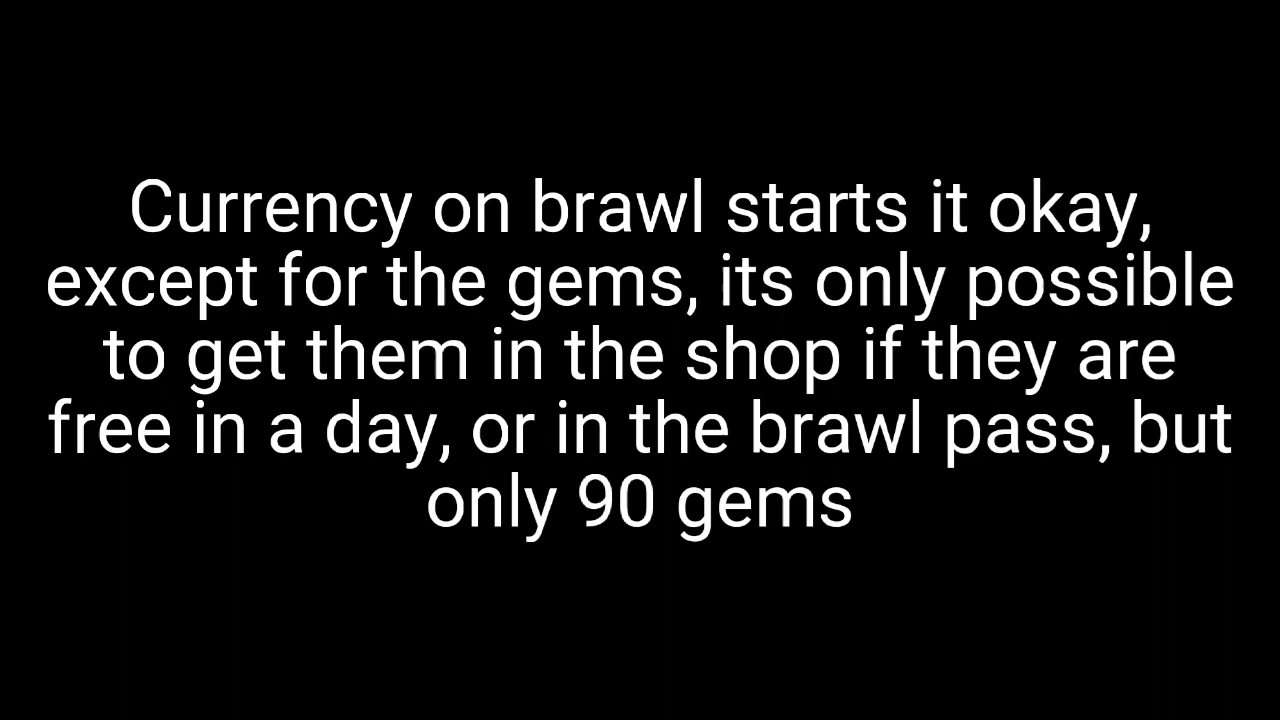 Currency on brawl starts it okay,
except for the gems, its only possible
to get them in the shop if they are
free in a day, or in the brawl pass, but
only 90 gems